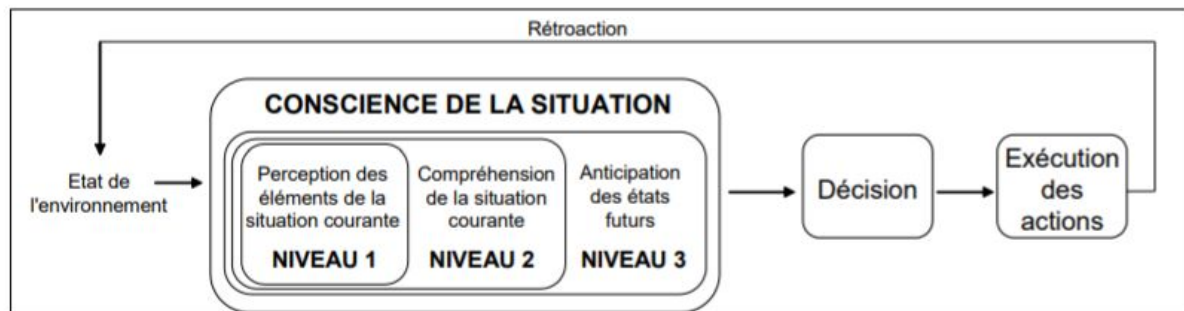 Rétroaction
CONSCIENCE DE LA SITUATION
Etat de
l'environnement
Perception des
éléments de la
situation courante
NIVEAU 1
Compréhension
de la situation
courante
NIVEAU 2
Anticipation
des états
futurs
NIVEAU 3
Décision
Exécution
des
actions